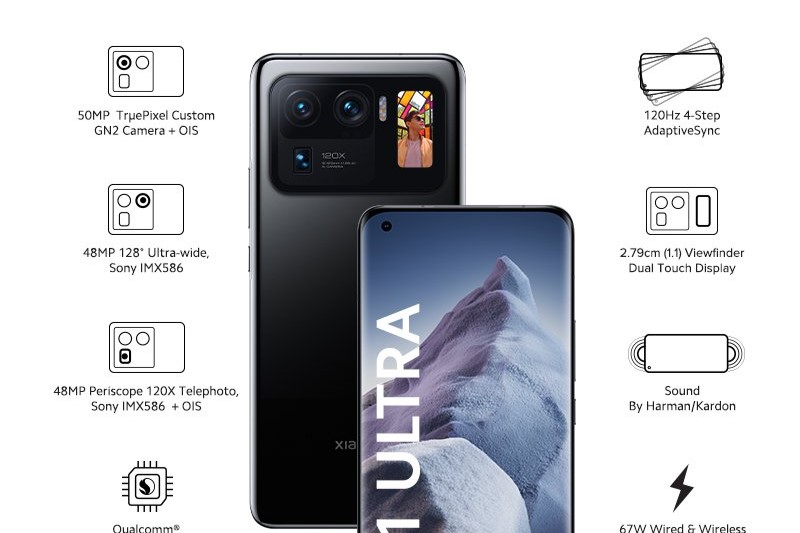 50MP TrµePixel Custom
GN2 Camera + OIS
48MP 128° Ultra-wide,
Sony IMX586
48MP Periscope 120X Telephoto,
Sony IMX586 + OIS
Qualcomm®
120X
XIA
1 ULTRA
120Hz 4-Step
AdaptiveSync
2.79cm (1.1) Viewfinder
Dual Touch Display
Sound
By Harman/Kardon
67W Wired & Wireless